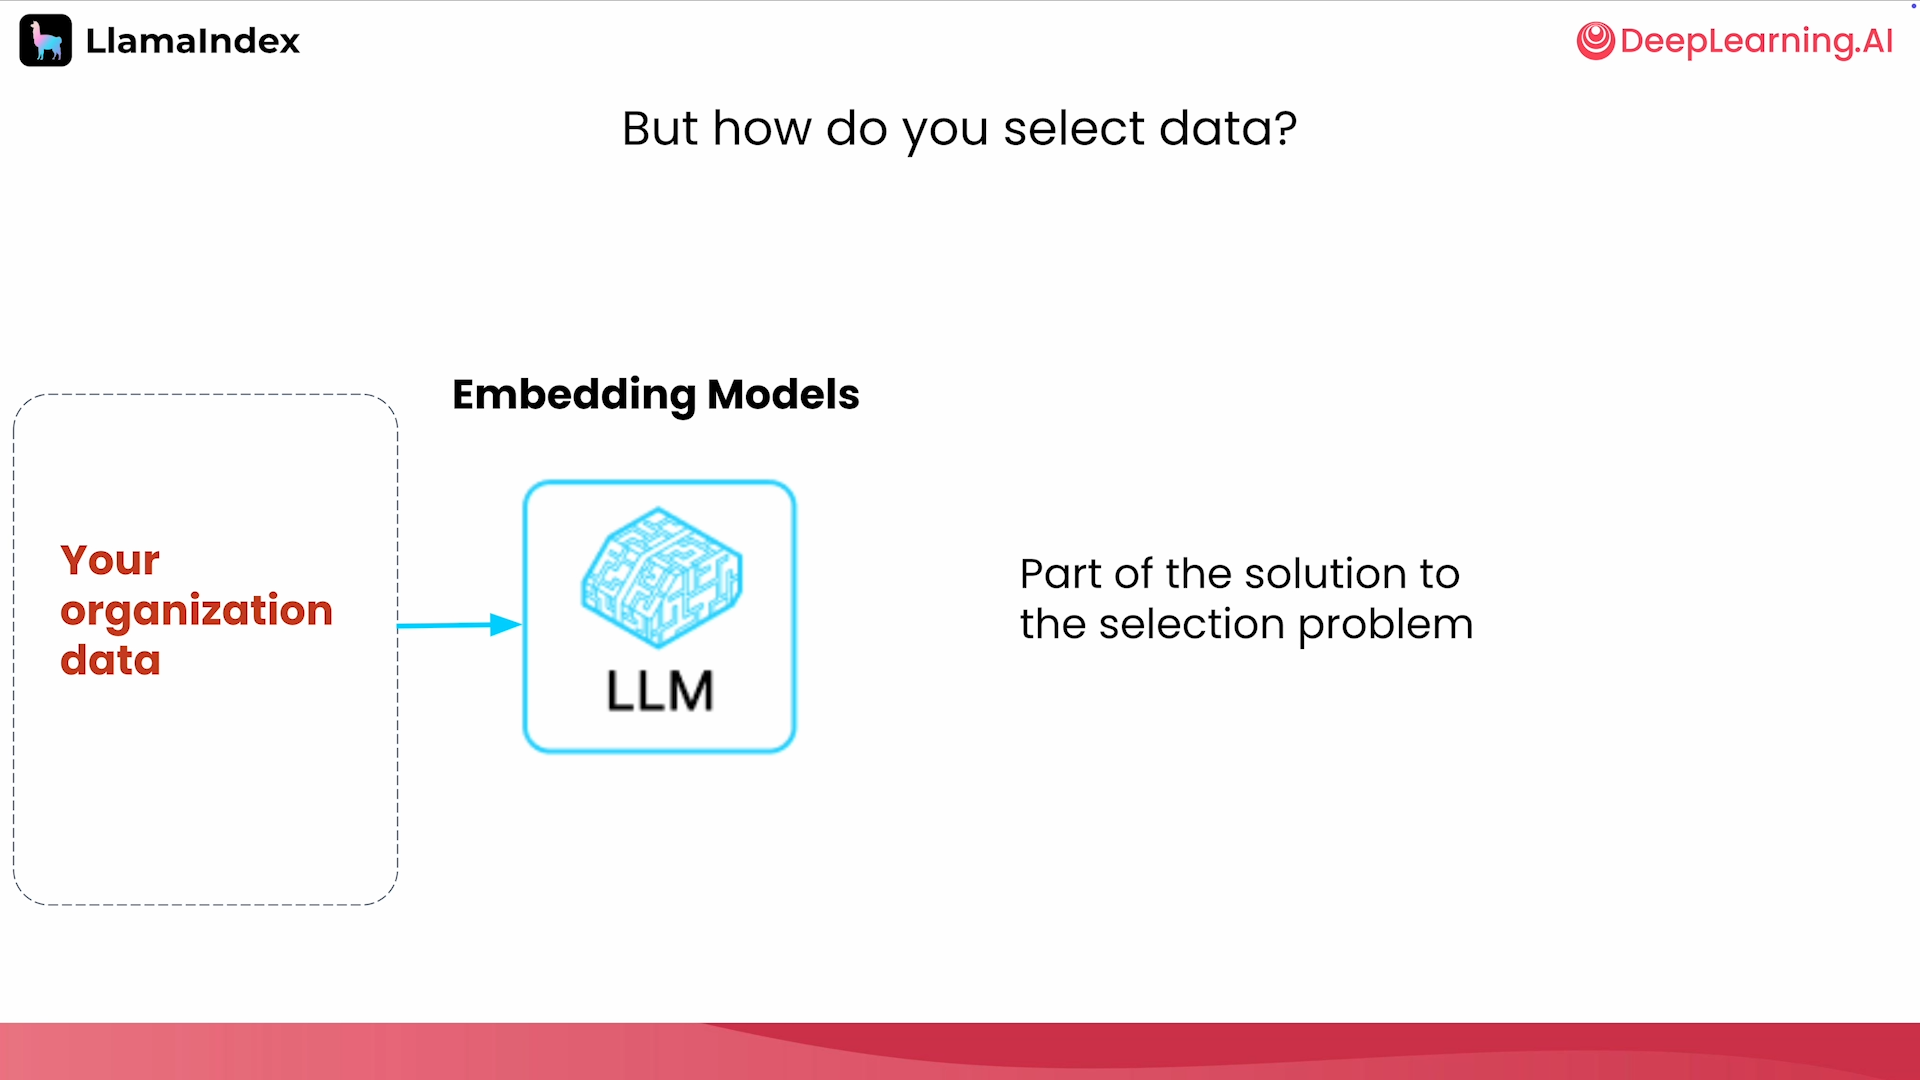 LlamaIndex
DeepLearning.AI
But how do you select data?
Embedding Models
Your
organization
data
LLM
Part of the solution to
the selection problem